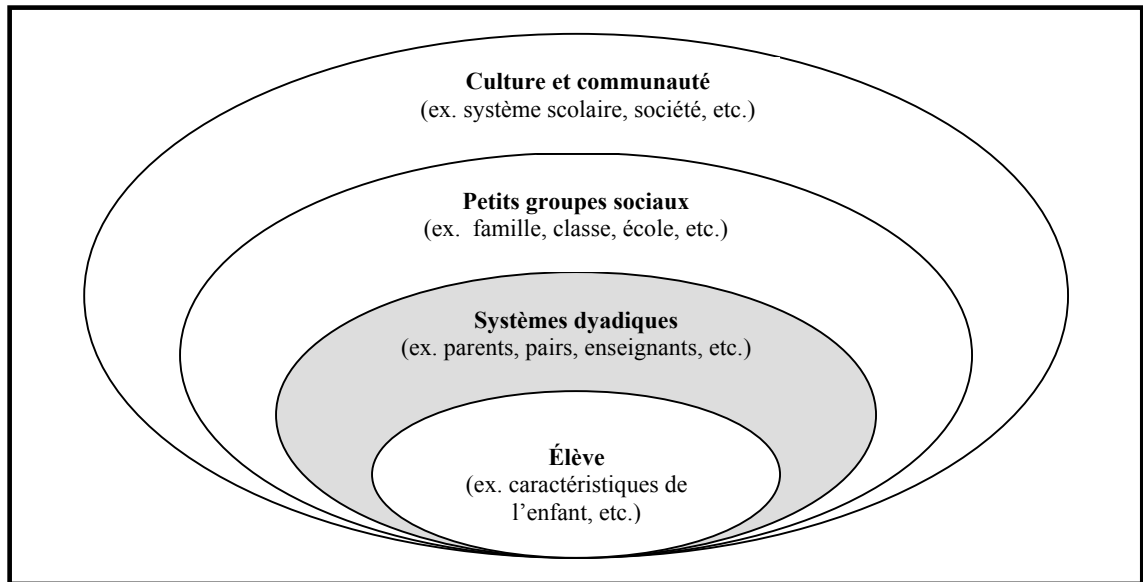 Culture et communauté
(ex. système scolaire, société, etc.)
Petits groupes sociaux
(ex. famille, classe, école, etc.)
Systèmes dyadiques
(ex. parents, pairs, enseignants, etc.)
Élève
(ex. caractéristiques de
l’enfant, etc.)